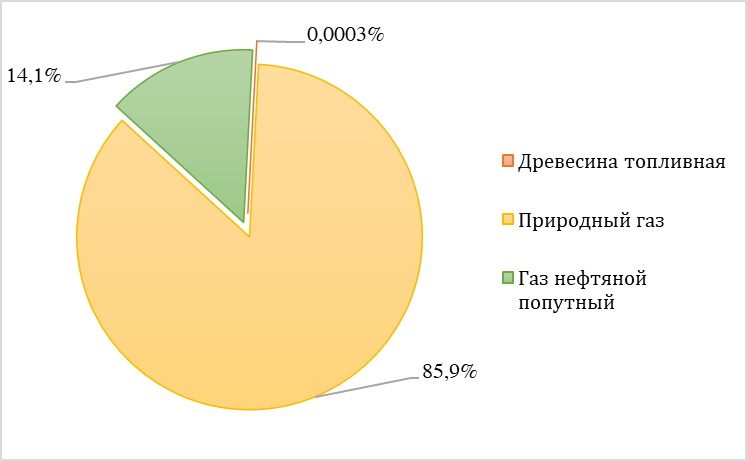 0,0003%
14,1%
Древесина топливная
Природный газ
Газ нефтяной
попутный
85,9%